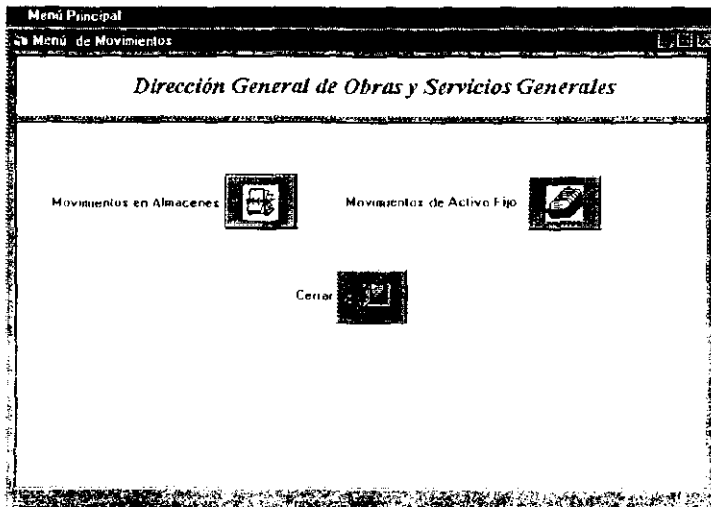 Menú Principal
Menú de Movimientos
Dirección General de Obras y Servicios Generales
Movimientos en Almacenes
Movimientos de Activo Fijo
Cerrar